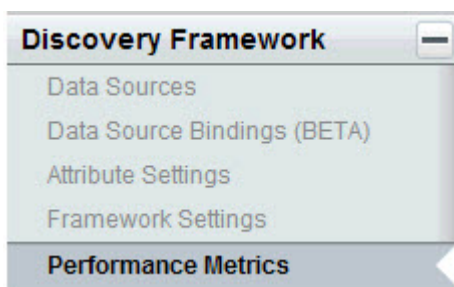 Discovery Framework
Data Sources
Data Source Bindings (BETA)
Attribute Settings
Framework Settings
Performance Metrics